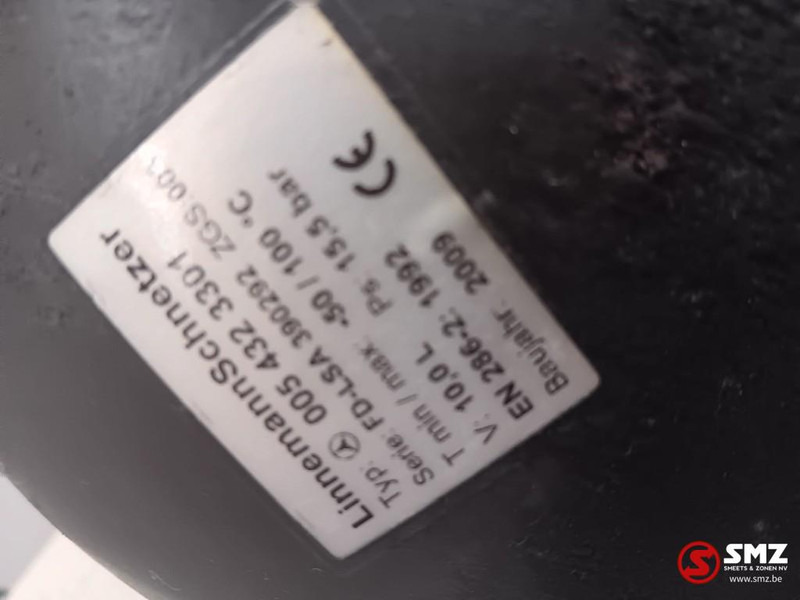 LinnemannSchnetzer
Typ: 005 432 3301
Serie: FD-LSA 390292 ZGS:001
T min / max: -50 / 100 °C
V: 10,0 L Ps: 15,5 bar
EN 286-2: 1992
Baujahr: 2009
CE
SMZ
SMEETS & ZONEN NV
www.smz.be